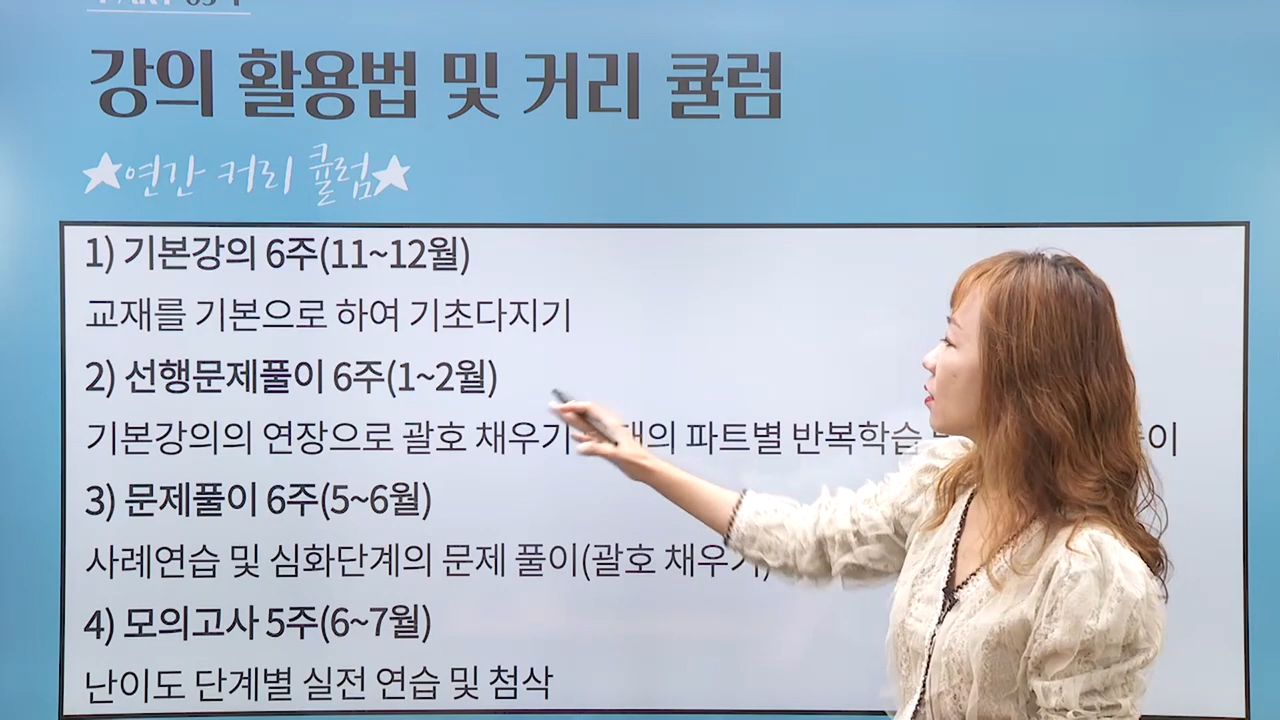 강의 활용법 및 커리 큘럼
★연간 커리 큘럼★
1) 기본강의 6주(11~12월)
교재를 기본으로 하여 기초다지기
2) 선행문제풀이 6주(1~2월)
기본강의의 연장으로 괄호 채우기 파트별 반복학습
3) 문제풀이 6주(5~6월)
사례연습 및 심화단계의 문제 풀이(괄호 채우기)
4) 모의고사 5주(6~7월)
난이도 단계별 실전 연습 및 첨삭